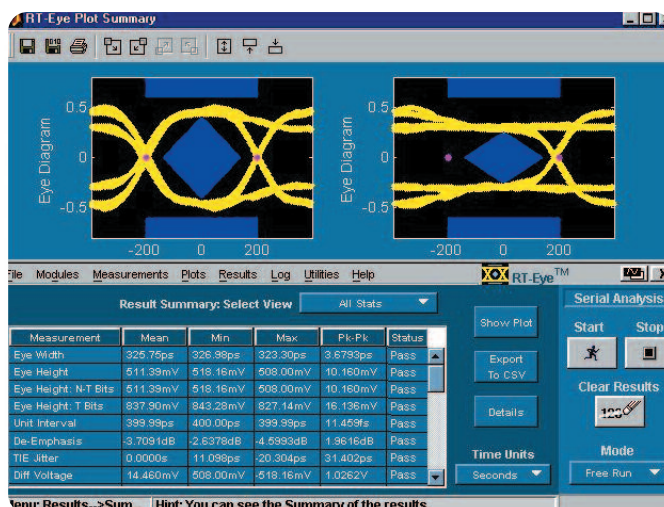 RT-Eye Plot Summary
Eye Diagram
0.5
0
-0.5
-200 0 200
Eye Diagram
0.5
0
-0.5
-200 0 200
File Modules Measurements Plots Results Log Utilities Help
RT-Eye™
Result Summary: Select View All Stats
Measurement Mean Min Max Pk-Pk Status
Eye Width 325.75ps 326.98ps 323.30ps 3.6793ps Pass
Eye Height 511.39mV 518.16mV 508.00mV 10.160mV Pass
Eye Height: N-T Bits 511.39mV 518.16mV 508.00mV 10.160mV Pass
Eye Height: T Bits 837.90mV 843.28mV 827.14mV 16.136mV Pass
Unit Interval 399.99ps 400.00ps 399.99ps 11.459fs Pass
De-Emphasis -3.7091dB -2.6378dB -4.5993dB 1.9616dB Pass
TIE Jitter 0.0000s 11.098ps -20.304ps 31.402ps Pass
Diff Voltage 14.460mV 508.00mV -518.16mV 1.0262V Pass
Show Plot
Export
To CSV
Details
Time Units
Seconds
Serial Analysis
Start Stop
Clear Results
123
Mode
Free Run
Menu: Results-->Sum Hint: You can see the Summary of the results